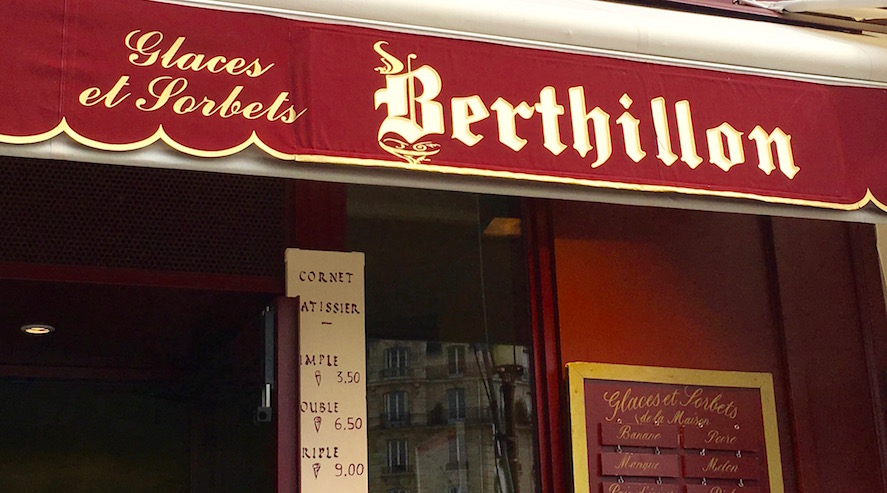 Glaces
et Sorbets
Berthillon
CORNET
ATISSIER
IMPLE
3,50
OUBLE
6,50
RIPLE
9,00
Glaces et Sorbets
de la Maison
Banane Poire
Mangue Melon